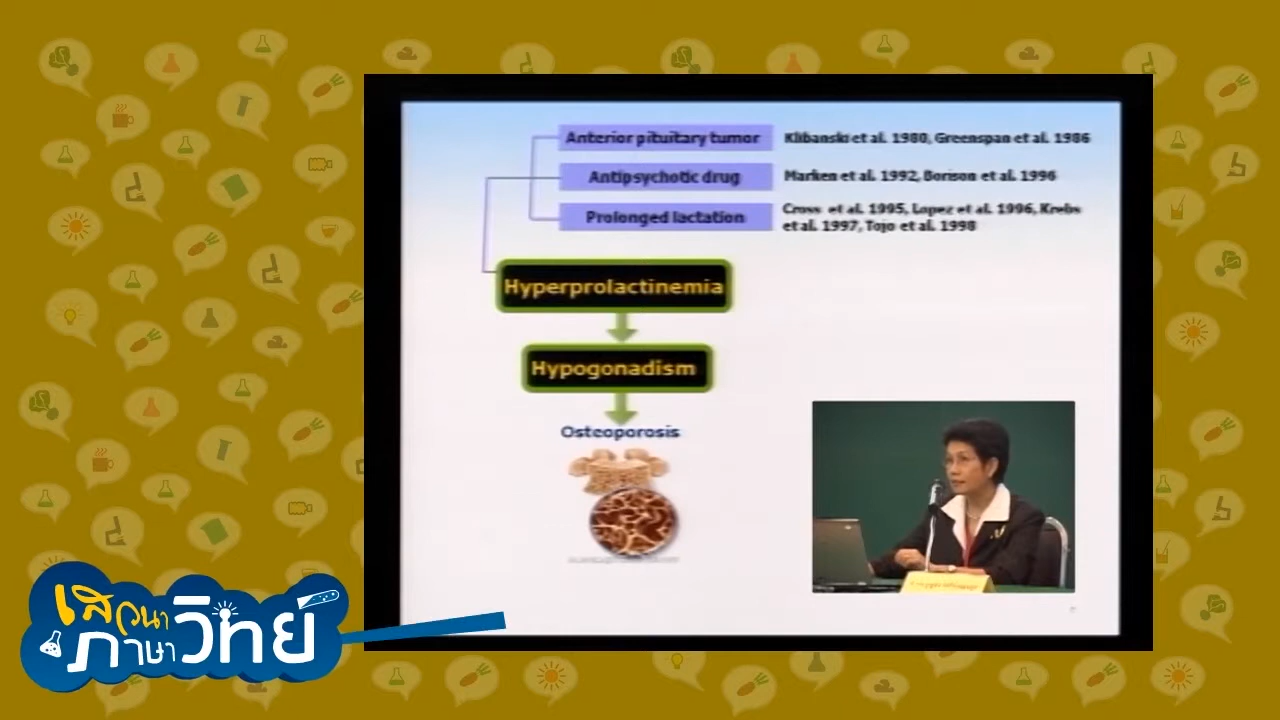 Anterior pituitary tumor Klibanski et al. 1980, Greenspan et al. 1986
Antipsychotic drug Marken et al. 1992, Borison et al. 1996
Prolonged lactation Cross et al. 1995, Lopez et al. 1996, Krebs
et al. 1997, Tojo et al. 1998
Hyperprolactinemia
Hypogonadism
Osteoporosis
เสวนา
ภาษาวิทย์